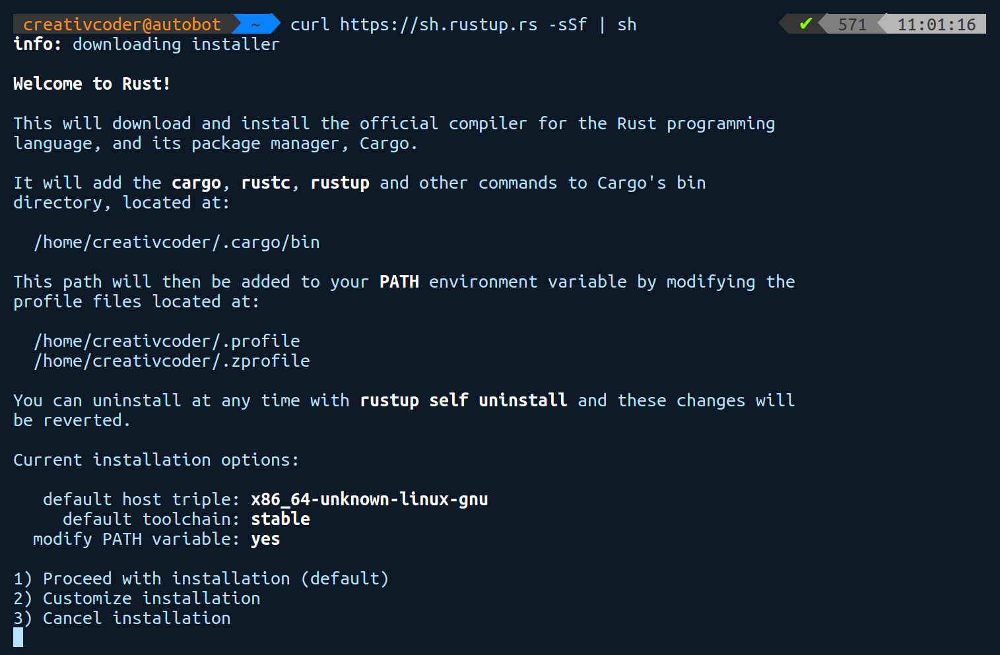 creativcoder@autobot ~ curl https://sh.rustup.rs -sSf | sh ✔ 571 11:01:16
info: downloading installer
Welcome to Rust!
This will download and install the official compiler for the Rust programming
language, and its package manager, Cargo.
It will add the cargo, rustc, rustup and other commands to Cargo's bin
directory, located at:
/home/creativcoder/.cargo/bin
This path will then be added to your PATH environment variable by modifying the
profile files located at:
/home/creativcoder/.profile
/home/creativcoder/.zprofile
You can uninstall at any time with rustup self uninstall and these changes will
be reverted.
Current installation options:
default host triple: x86_64-unknown-linux-gnu
default toolchain: stable
modify PATH variable: yes
1) Proceed with installation (default)
2) Customize installation
3) Cancel installation